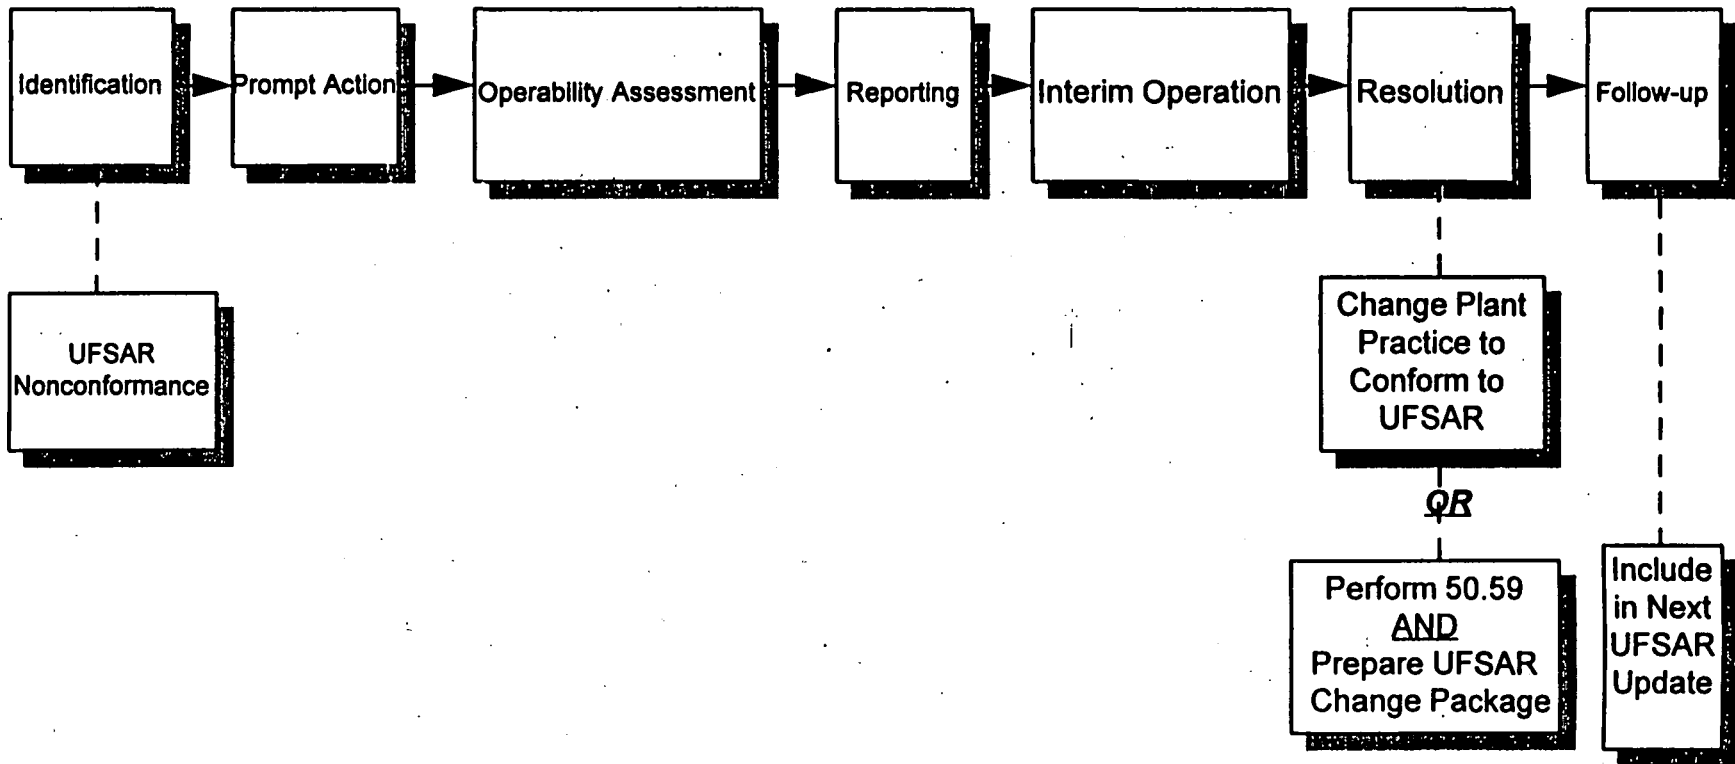 Identification
Prompt Action
Operability Assessment
Reporting
Interim Operation
Resolution
Follow-up
UFSAR
Nonconformance
Change Plant
Practice to
Conform to
UFSAR
OR
Perform 50.59
AND
Prepare UFSAR
Change Package
Include
in Next
UFSAR
Update